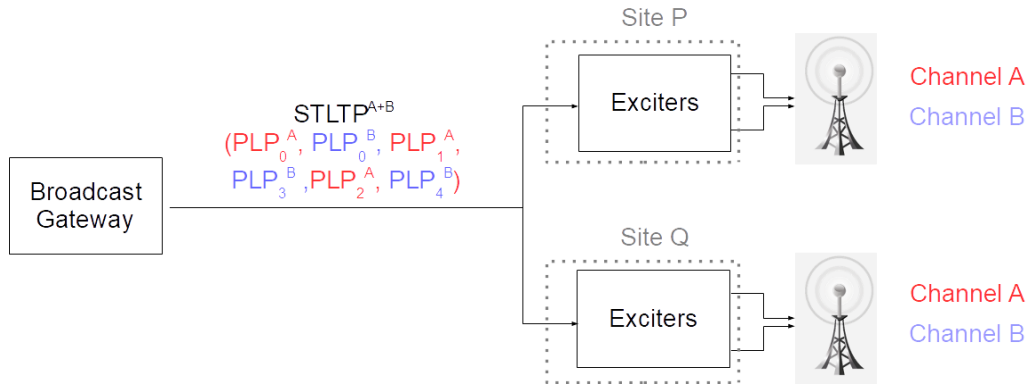 Site P
Exciters
Channel A
Channel B
STLTP^A+B
(PLP_0^A, PLP_0^B, PLP_1^A,
PLP_3^B ,PLP_2^A, PLP_4^B)
Broadcast
Gateway
Site Q
Exciters
Channel A
Channel B